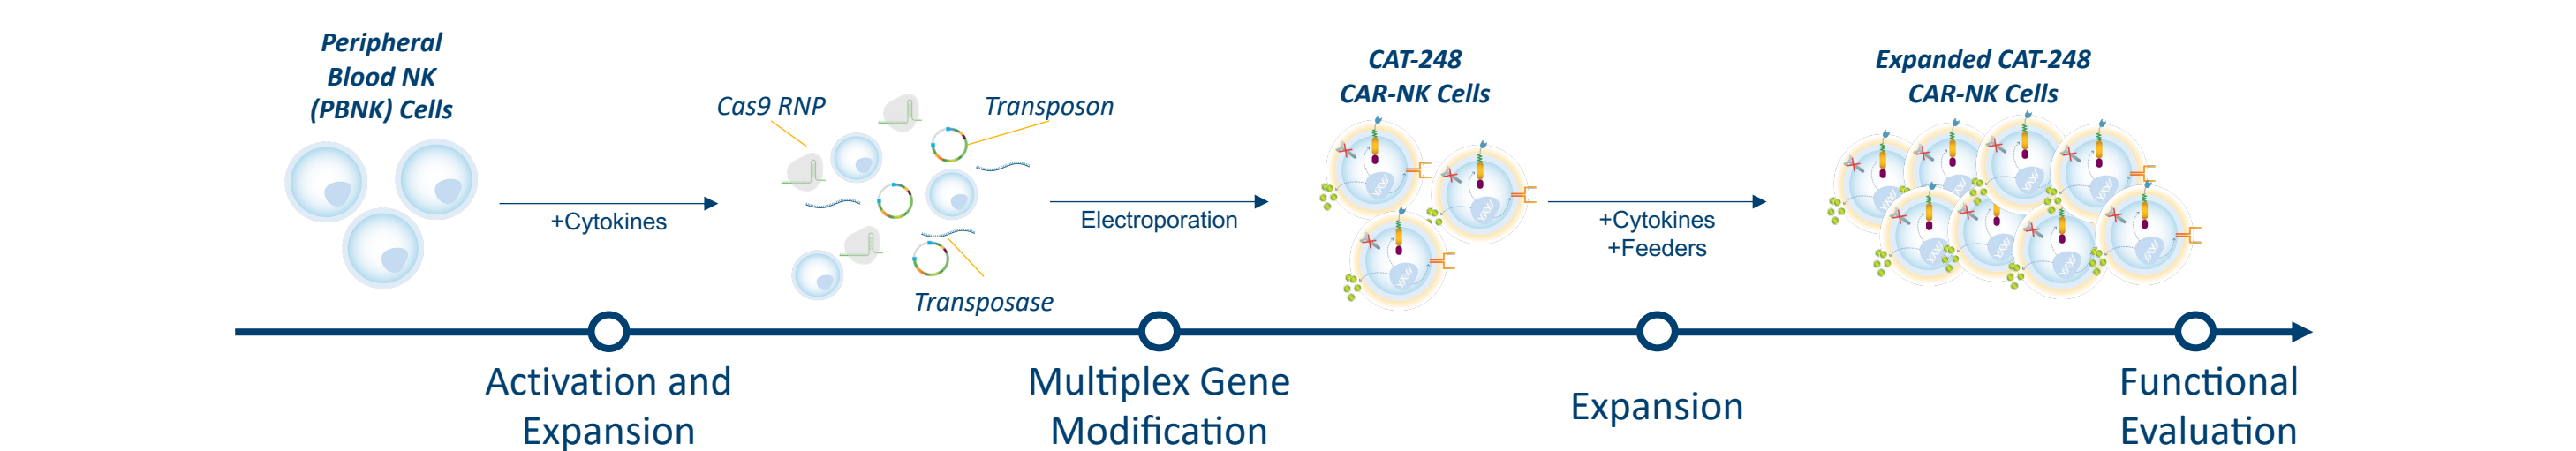 Peripheral
Blood NK
(PBNK) Cells
+Cytokines
Cas9 RNP
Transposon
Transposase
Electroporation
CAT-248
CAR-NK Cells
+Cytokines
+Feeders
Expanded CAT-248
CAR-NK Cells
Activation and
Expansion
Multiplex Gene
Modification
Expansion
Functional
Evaluation